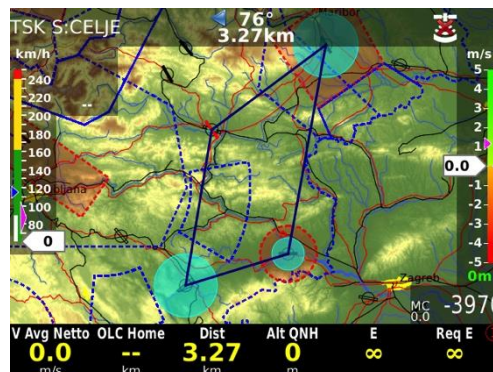 TSK S:CELJE
76°
3.27km
km/h
m/s
240
220
200
180
160
140
120
100
80
0
--
5
4
3
2
1
0.0
-1
-2
-3
-4
-5
0m
Zagreb
MC
0.0
-3970
V Avg Netto OLC Home Dist Alt QNH E Req E
0.0 -- 3.27 0 ∞ ∞
m/s km km m